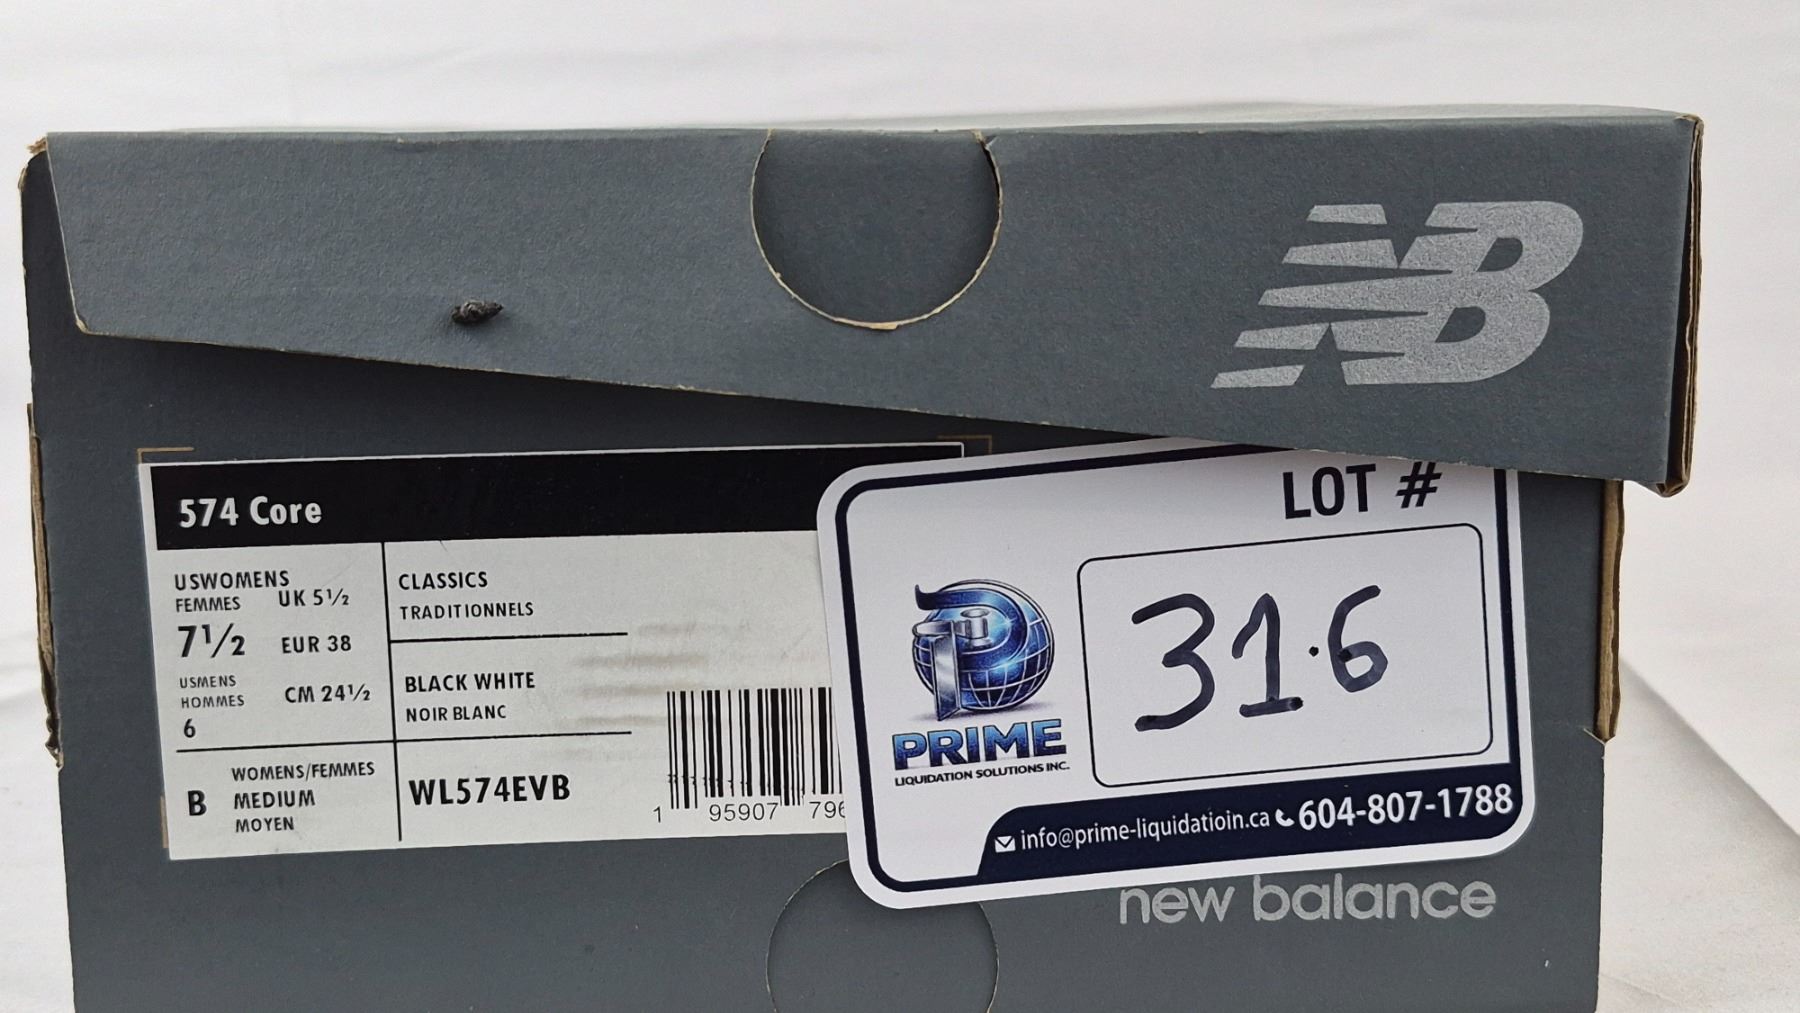 NB
574 Core
USWOMENS
FEMMES
UK 5½
7½
EUR 38
USMENS
HOMMES
CM 24½
6
CLASSICS
TRADITIONNELS
BLACK WHITE
NOIR BLANC
B
WOMENS/FEMMES
MEDIUM
MOYEN
WL574EVB
1 95907 796
LOT #
31.6
PRIME
LIQUIDATION SOLUTIONS INC.
info@prime-liquidatioin.ca 604-807-1788
new balance